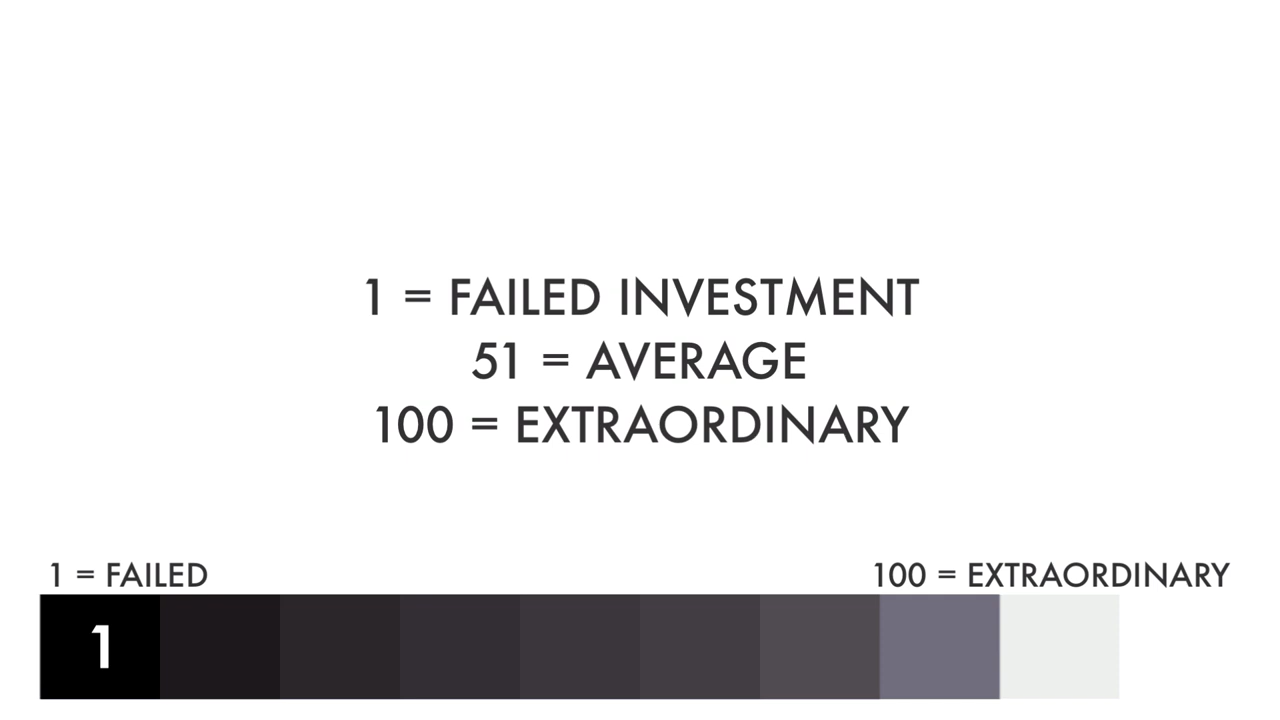 1 = FAILED INVESTMENT
51 = AVERAGE
100 = EXTRAORDINARY
1 = FAILED
100 = EXTRAORDINARY
1